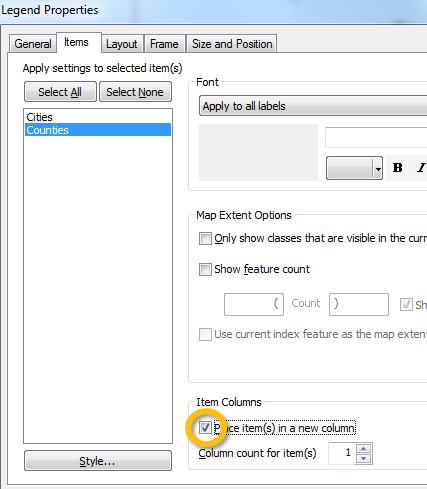 Legend Properties
General Items Layout Frame Size and Position
Apply settings to selected item(s)
Select All Select None
Cities
Counties
Style...
Font
Apply to all labels
B I
Map Extent Options
Only show classes that are visible in the curr
Show feature count
( Count ) Sh
Use current index feature as the map extent
Item Columns
Place item(s) in a new column
Column count for item(s) 1